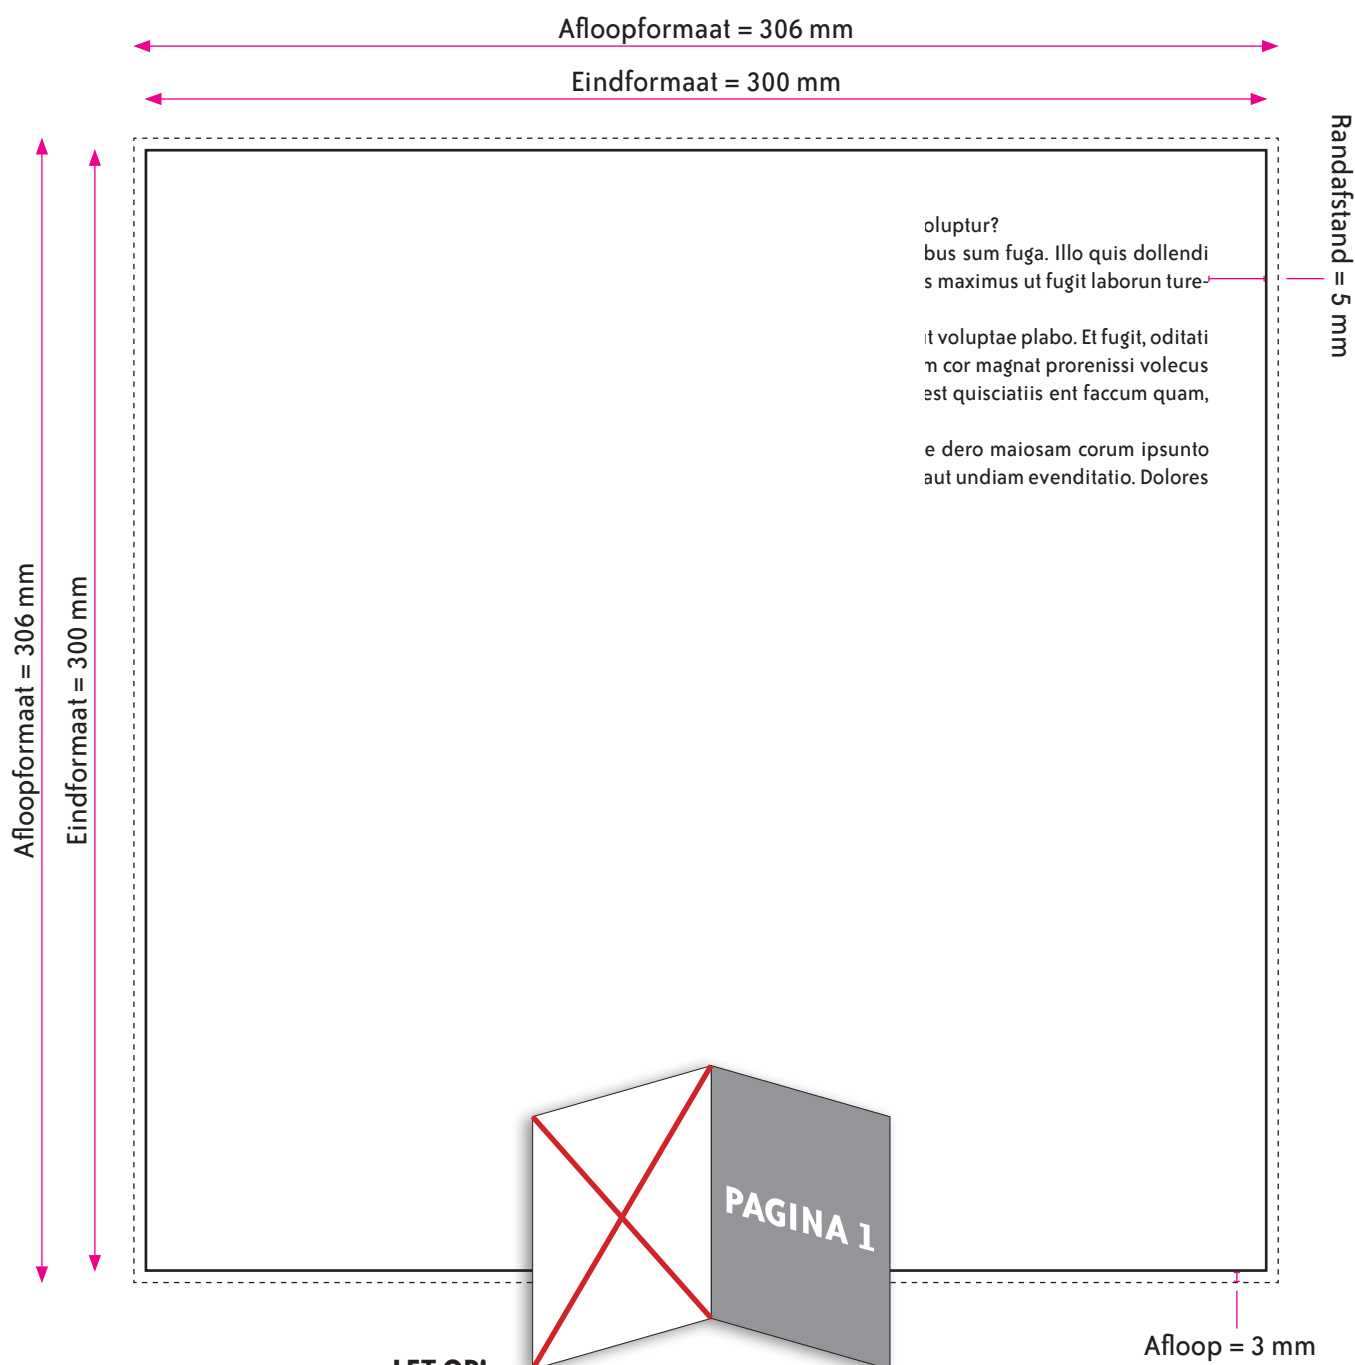 Afloopformaat = 306 mm
Eindformaat = 300 mm
Randafstand = 5 mm
oluptur?
bus sum fuga. Illo quis dollendi
s maximus ut fugit laborun ture-
t voluptae plabo. Et fugit, oditati
m cor magnat prorenissi volecus
est quisciatiis ent faccum quam,
e dero maiosam corum ipsunto
aut undiam evenditatio. Dolores
Afloopformaat = 306 mm
Eindformaat = 300 mm
PAGINA 1
Afloop = 3 mm
LET OP!